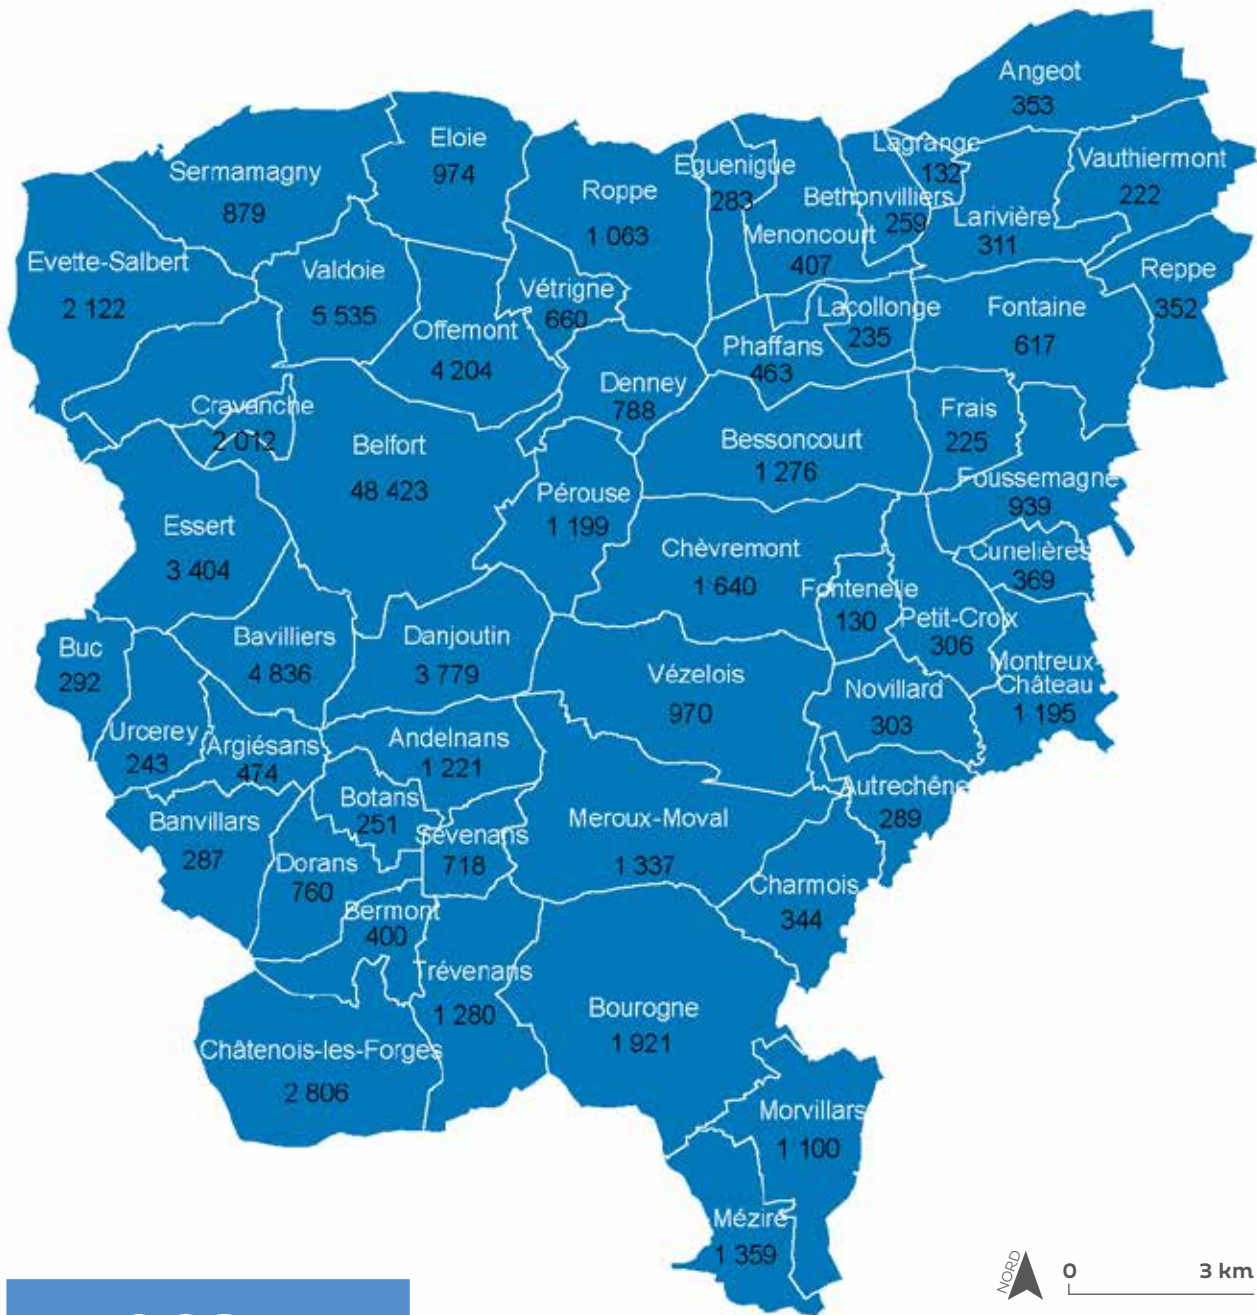 Angeot
353
Eloie
974
Sermamagny
879
Lagrange
132
Vauthiermont
222
Eguenigue
283
Roppe
1 063
Bethonvilliers
259
Larivière
311
Menoncourt
407
Evette-Salbert
2 122
Valdoie
5 535
Reppe
352
Vétrigne
660
Lacollonge
235
Fontaine
617
Offemont
4 204
Phaffans
463
Denney
788
Cravanche
2 012
Frais
225
Belfort
48 423
Bessoncourt
1 276
Foussemagne
939
Pérouse
1 199
Essert
3 404
Chèvremont
1 640
Cunelières
369
Fontenelle
130
Petit-Croix
306
Buc
292
Bavilliers
4 836
Danjoutin
3 779
Vézelois
970
Montreux-
Château
1 195
Novillard
303
Urcerey
243
Argiésans
474
Andelnans
1 221
Autrechêne
289
Botans
251
Banvillars
287
Sévenans
718
Meroux-Moval
1 337
Dorans
760
Charmois
344
Bermont
400
Trévenans
1 280
Bourogne
1 921
Châtenois-les-Forges
2 806
Morvillars
1 100
Méziré
1 359
NORD
0 3 km